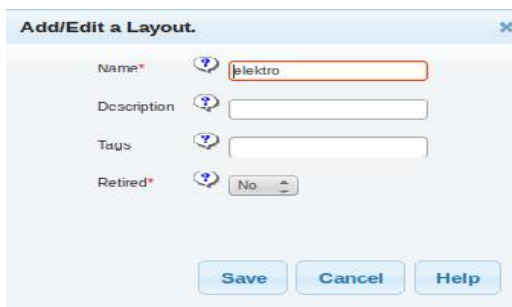 Add/Edit a Layout.
Name* elektro
Description
Tags
Retired* No
Save Cancel Help